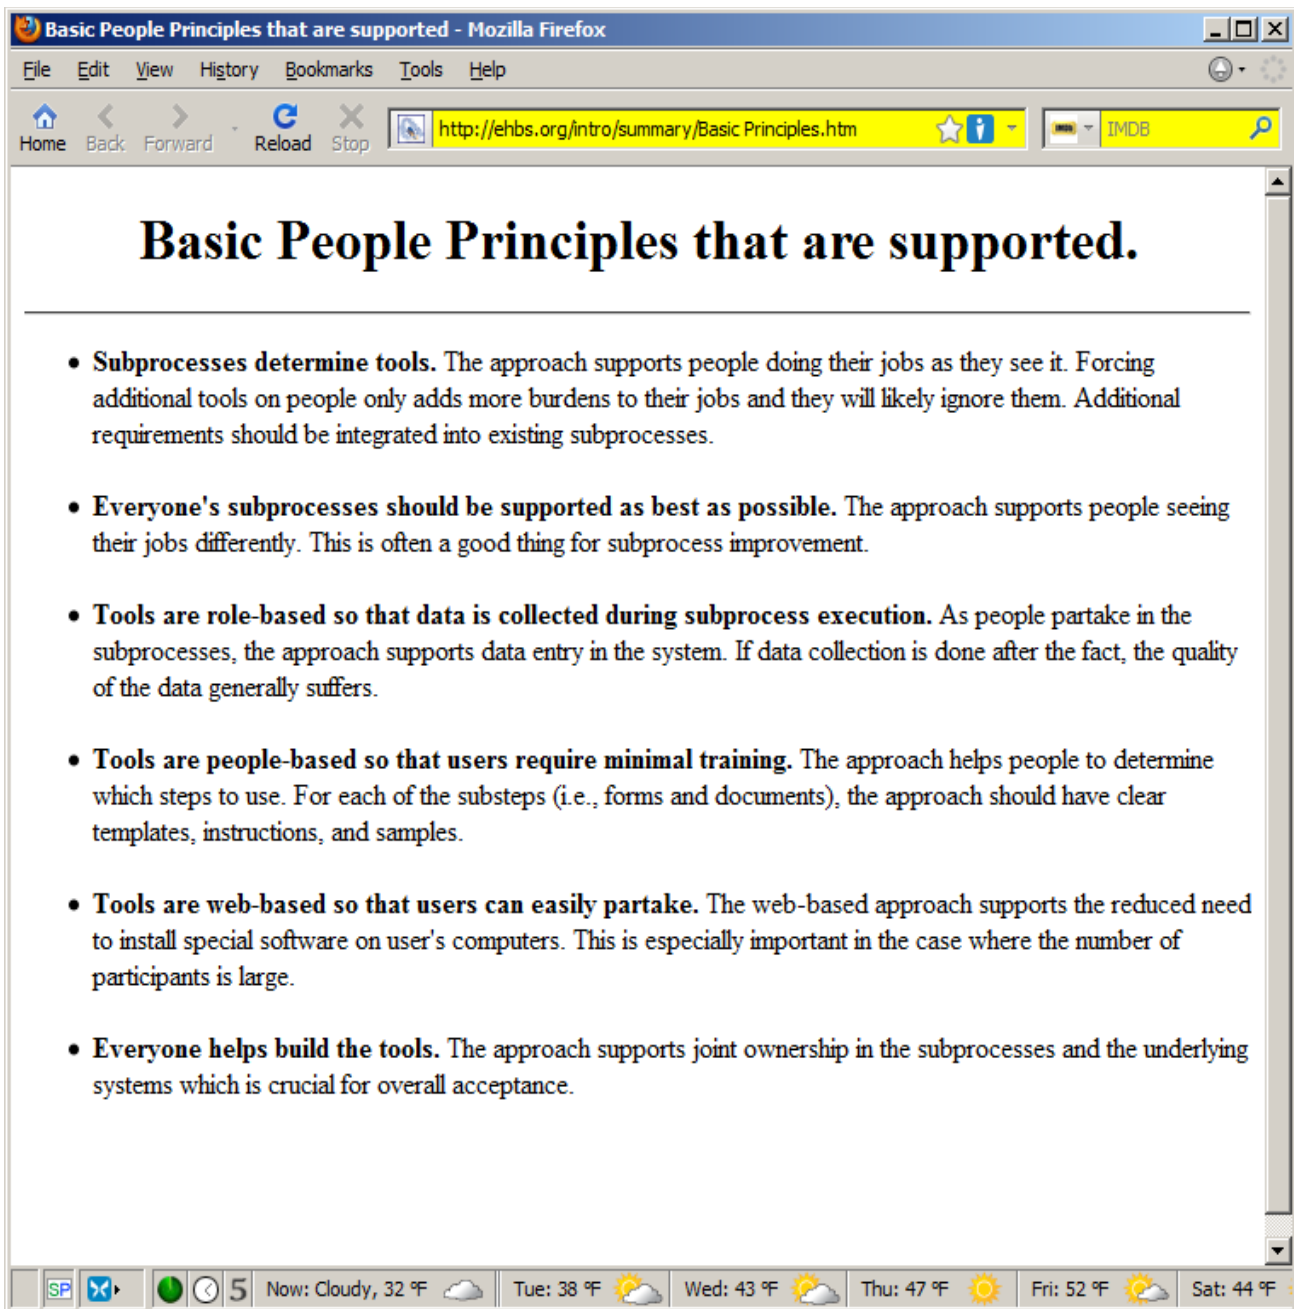 Basic People Principles that are supported - Mozilla Firefox
File Edit View History Bookmarks Tools Help
Home Back Forward Reload Stop http://ehbs.org/intro/summary/Basic Principles.htm IMDB
Basic People Principles that are supported.
• Subprocesses determine tools. The approach supports people doing their jobs as they see it. Forcing
additional tools on people only adds more burdens to their jobs and they will likely ignore them. Additional
requirements should be integrated into existing subprocesses.
• Everyone's subprocesses should be supported as best as possible. The approach supports people seeing
their jobs differently. This is often a good thing for subprocess improvement.
• Tools are role-based so that data is collected during subprocess execution. As people partake in the
subprocesses, the approach supports data entry in the system. If data collection is done after the fact, the quality
of the data generally suffers.
• Tools are people-based so that users require minimal training. The approach helps people to determine
which steps to use. For each of the substeps (i.e., forms and documents), the approach should have clear
templates, instructions, and samples.
• Tools are web-based so that users can easily partake. The web-based approach supports the reduced need
to install special software on user's computers. This is especially important in the case where the number of
participants is large.
• Everyone helps build the tools. The approach supports joint ownership in the subprocesses and the underlying
systems which is crucial for overall acceptance.
SP 5 Now: Cloudy, 32 °F Tue: 38 °F Wed: 43 °F Thu: 47 °F Fri: 52 °F Sat: 44 °F